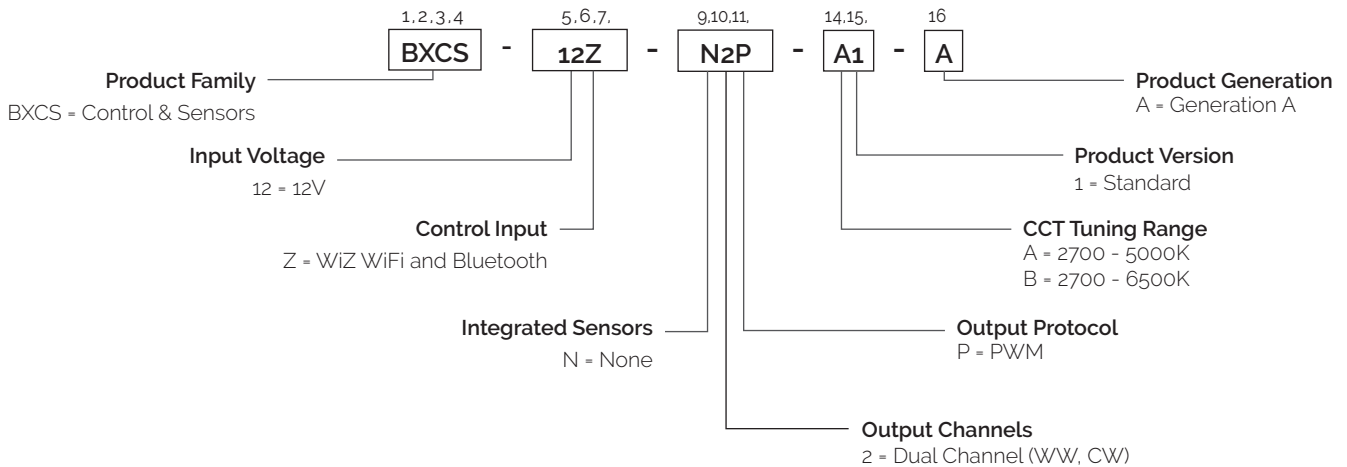 1,2,3,4 5,6,7, 9,10,11, 14,15, 16
BXCS - 12Z - N2P - A1 - A
Product Family
BXCS = Control & Sensors
Product Generation
A = Generation A
Input Voltage
12 = 12V
Product Version
1 = Standard
Control Input
Z = WiZ WiFi and Bluetooth
CCT Tuning Range
A = 2700 - 5000K
B = 2700 - 6500K
Integrated Sensors
N = None
Output Protocol
P = PWM
Output Channels
2 = Dual Channel (WW, CW)